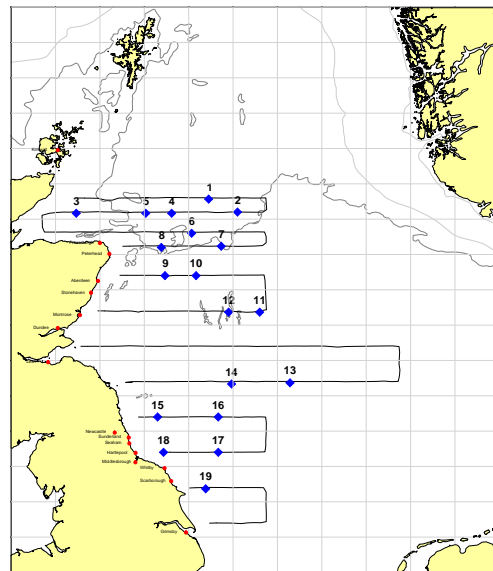 1
3
5
4
2
6
8
7
Peterhead
9
10
Aberdeen
Stonehaven
12
11
Montrose
Dundee
14
13
15
16
Newcastle
Sunderland
Seaham
18
17
Hartlepool
Middlesbrough
Whitby
Scarborough
19
Grimsby